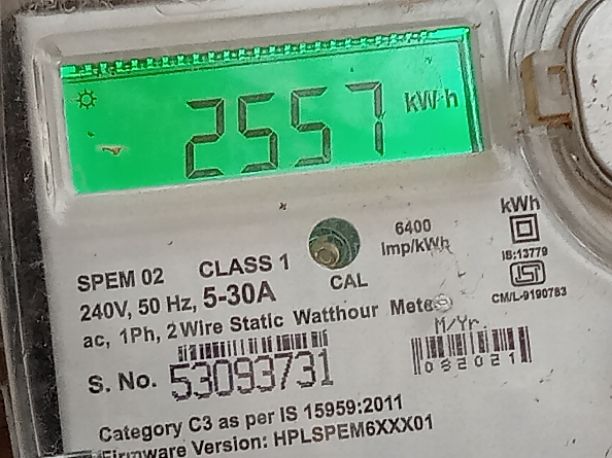 2557 kWh
kWh
6400
Imp/kWh
IS:13779
CM/L-9190783
SPEM 02 CLASS 1
CAL
240V, 50 Hz, 5-30A
ac, 1Ph, 2 Wire Static Watthour Meter
M/Yr.
082021
S. No. 53093731
Category C3 as per IS 15959:2011
Firmware Version: HPLSPEM6XXX01